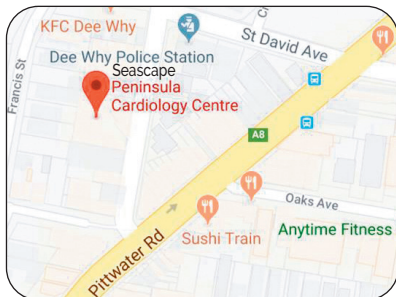 KFC Dee Why
St David Ave
Dee Why Police Station
Francis St
Seascape
Peninsula
Cardiology Centre
A8
Oaks Ave
Sushi Train
Anytime Fitness
Pittwater Rd